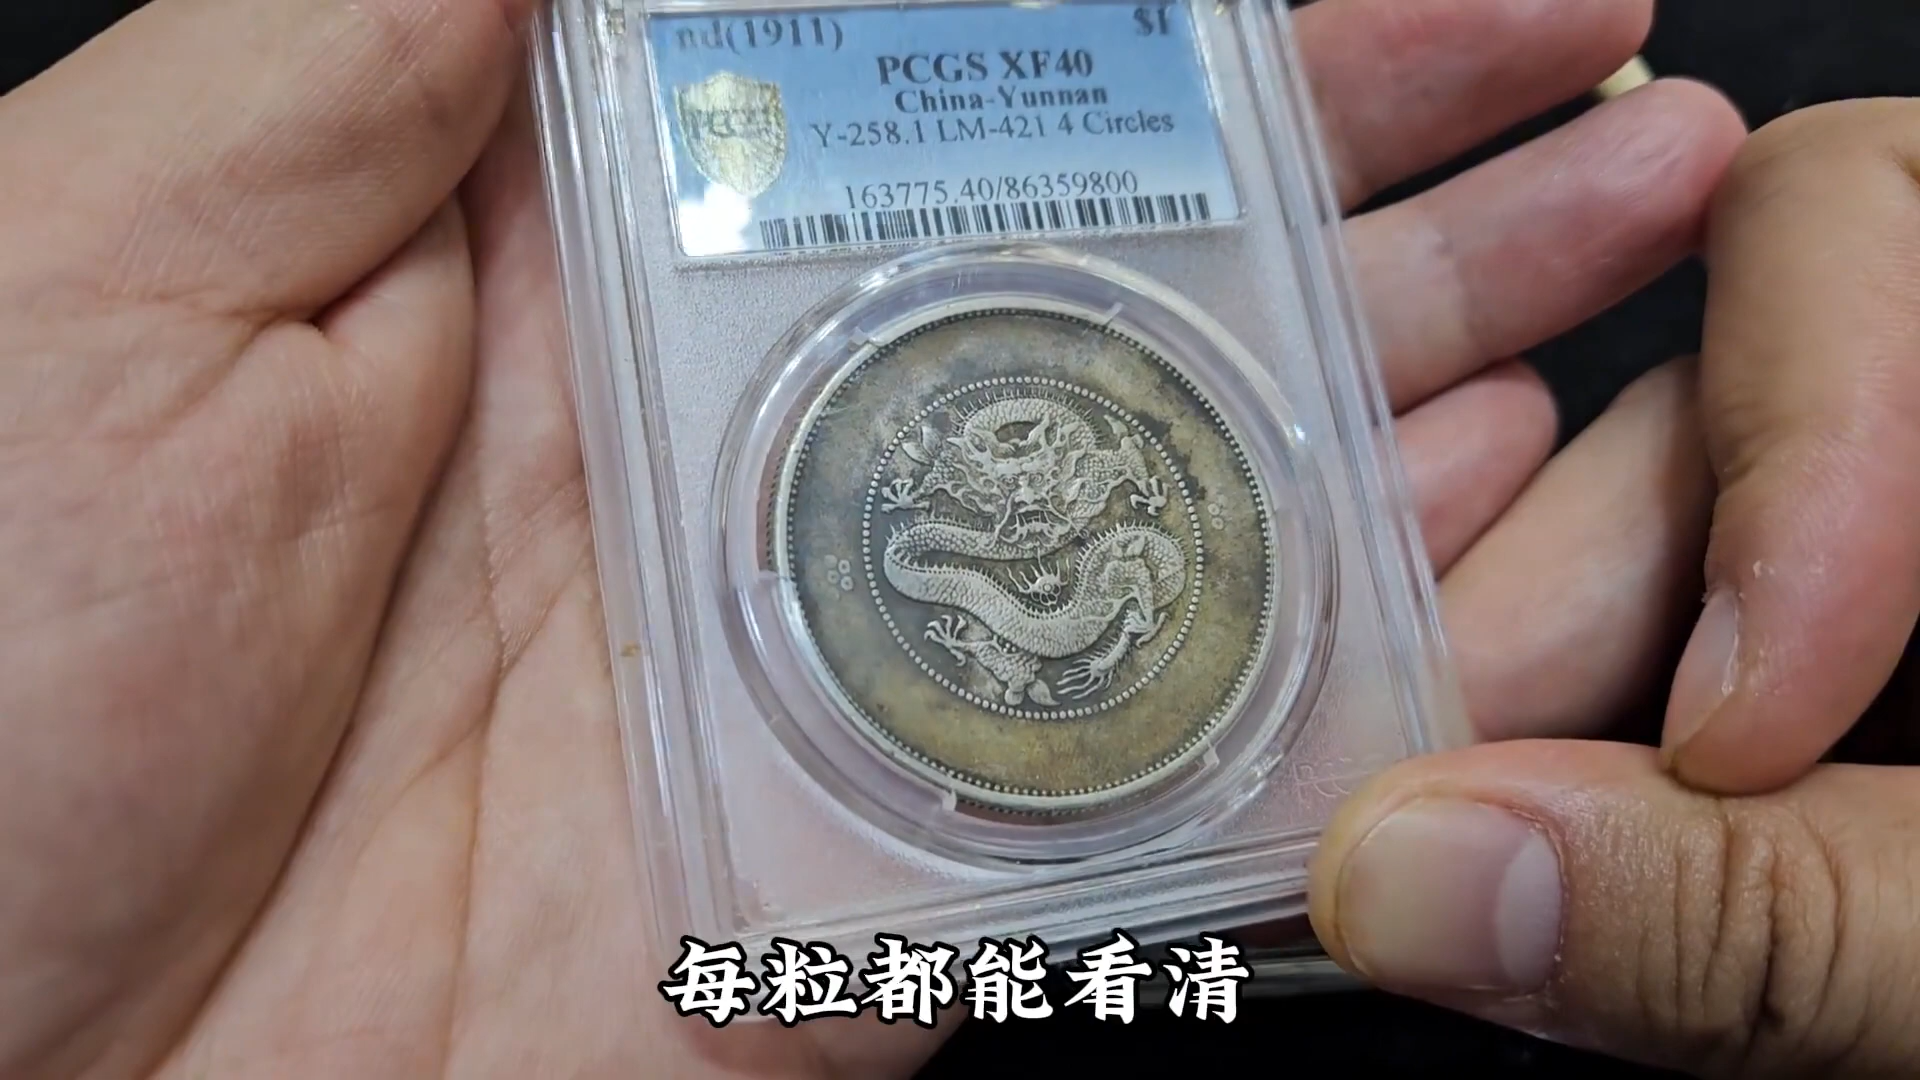 nd(1911) $1
PCGS XF40
China-Yunnan
Y-258.1 LM-421 4 Circles
163775.40/86359800
每粒都能看清